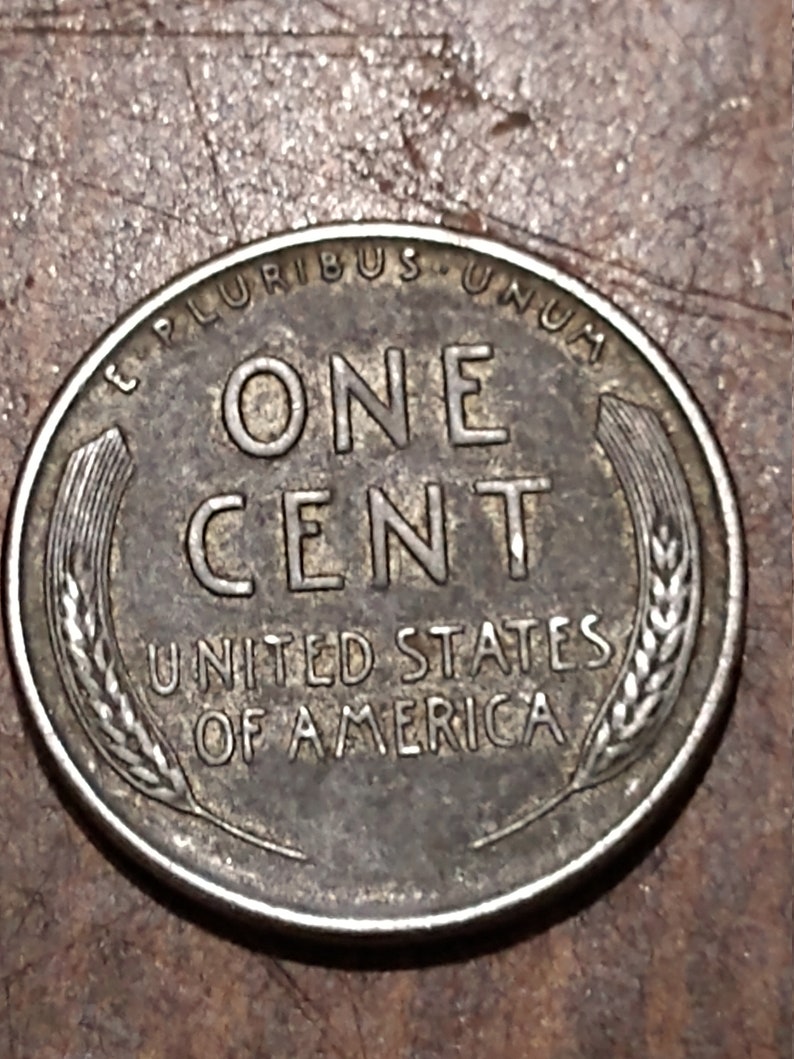 E·PLURIBUS·UNUM
ONE
CENT
UNITED STATES
OF AMERICA